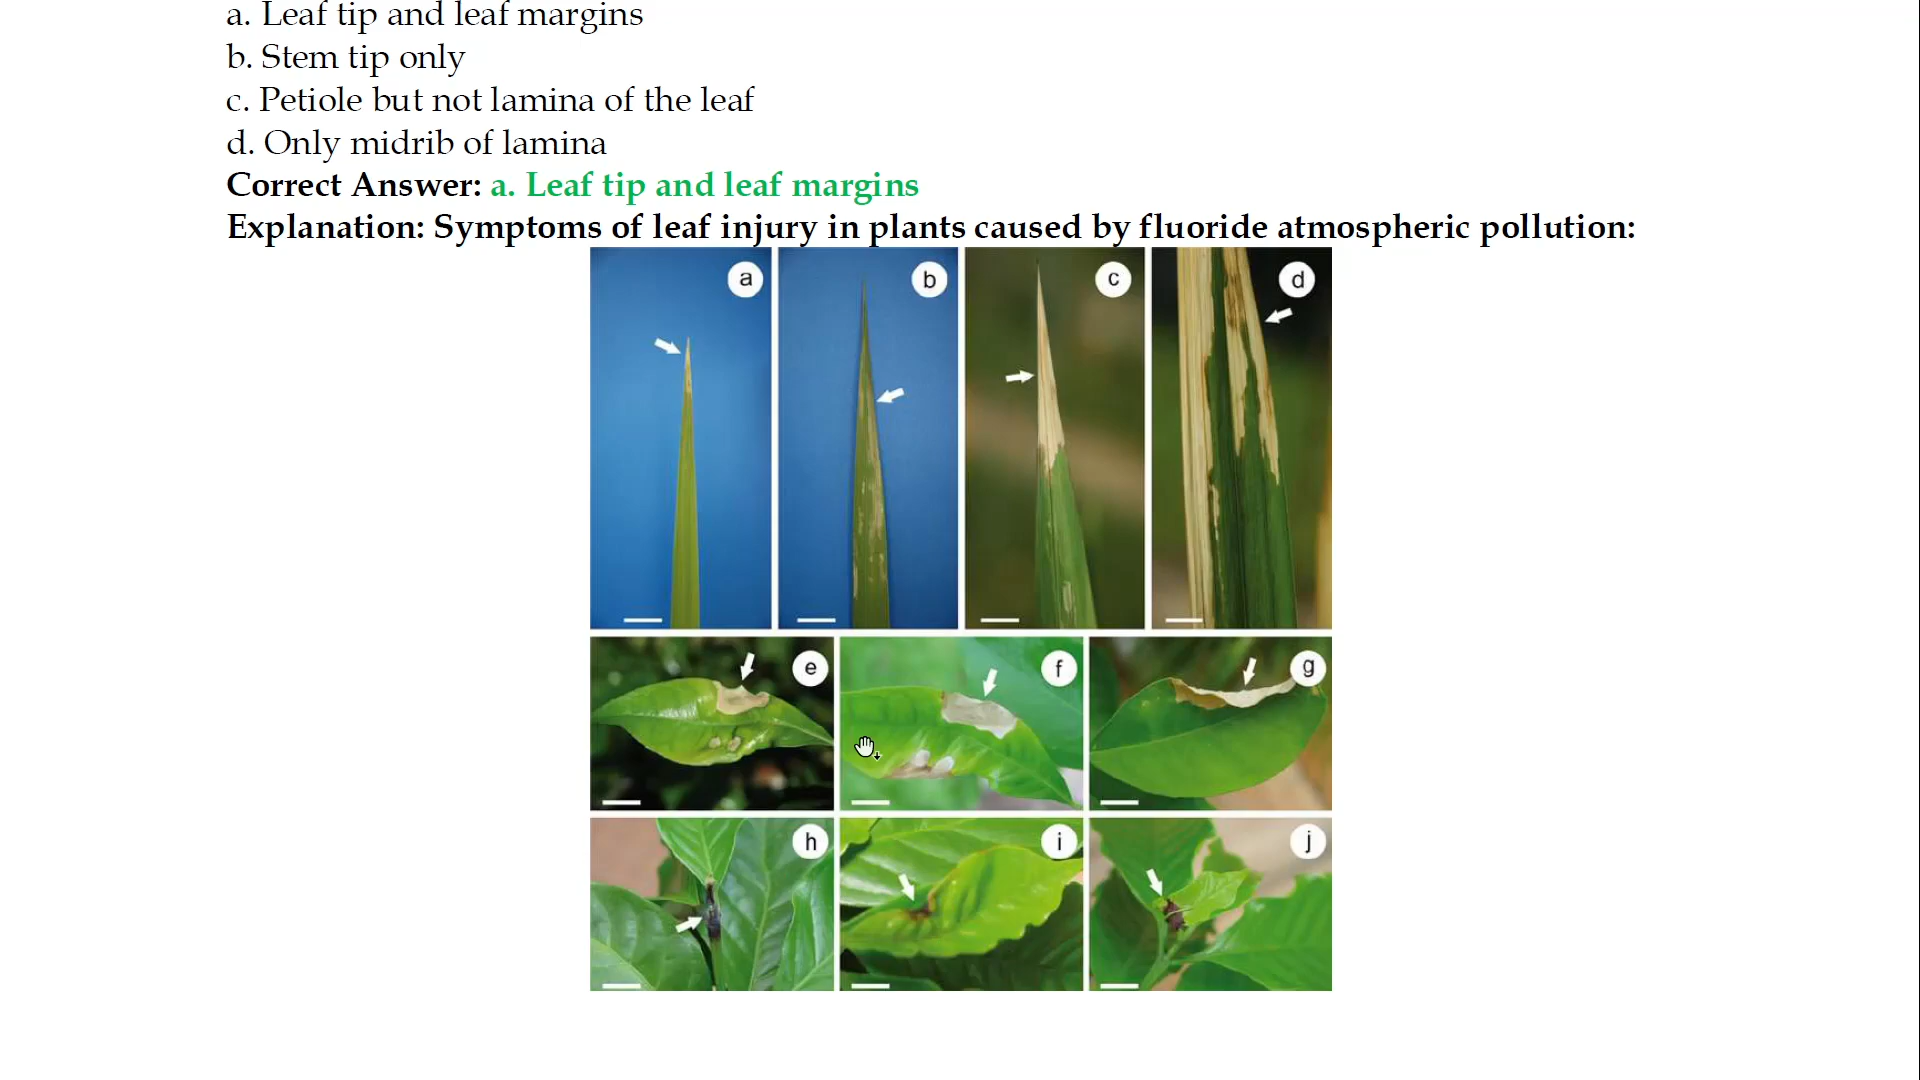 a. Leaf tip and leaf margins
b. Stem tip only
c. Petiole but not lamina of the leaf
d. Only midrib of lamina
Correct Answer: a. Leaf tip and leaf margins
Explanation: Symptoms of leaf injury in plants caused by fluoride atmospheric pollution:
a b c d
e f g
h i j